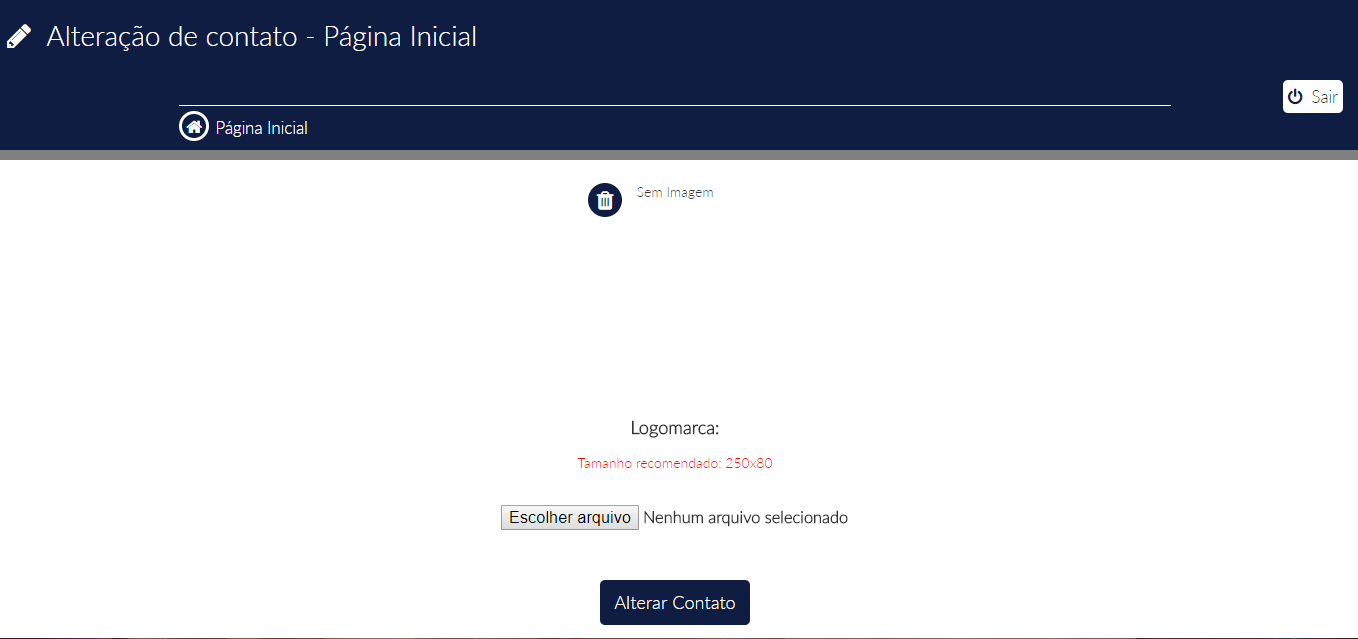 Alteração de contato - Página Inicial
Sair
Página Inicial
Sem Imagem
Logomarca:
Tamanho recomendado: 250x80
Escolher arquivo Nenhum arquivo selecionado
Alterar Contato